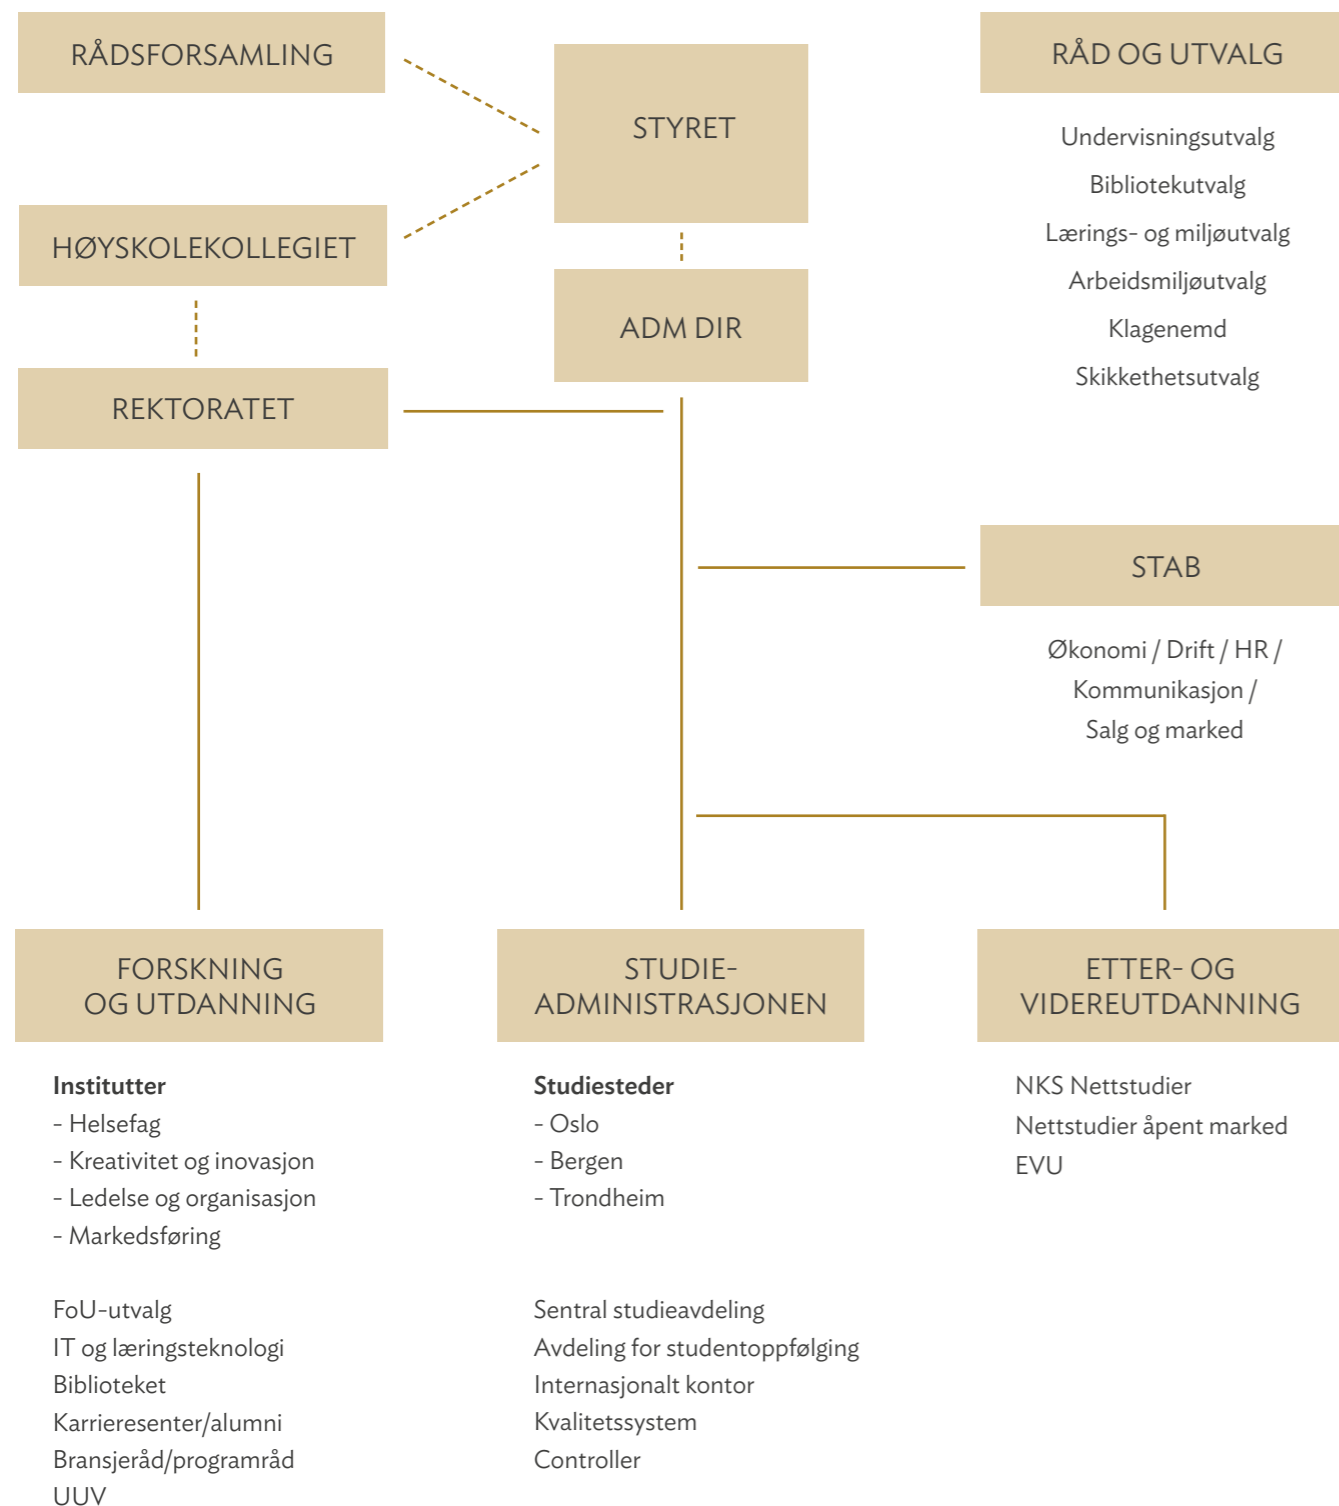 RÅDSFORSAMLING
STYRET
HØYSKOLEKOLLEGIET
ADM DIR
REKTORATET
RÅD OG UTVALG
Undervisningsutvalg
Bibliotekutvalg
Lærings- og miljøutvalg
Arbeidsmiljøutvalg
Klagenemd
Skikkethetsutvalg
STAB
Økonomi / Drift / HR /
Kommunikasjon /
Salg og marked
FORSKNING
OG UTDANNING
Institutter
- Helsefag
- Kreativitet og inovasjon
- Ledelse og organisasjon
- Markedsføring
FoU-utvalg
IT og læringsteknologi
Biblioteket
Karrieresenter/alumni
Bransjeråd/programråd
UUV
STUDIE-
ADMINISTRASJONEN
Studiesteder
- Oslo
- Bergen
- Trondheim
Sentral studieavdeling
Avdeling for studentoppfølging
Internasjonalt kontor
Kvalitetssystem
Controller
ETTER- OG
VIDEREUTDANNING
NKS Nettstudier
Nettstudier åpent marked
EVU